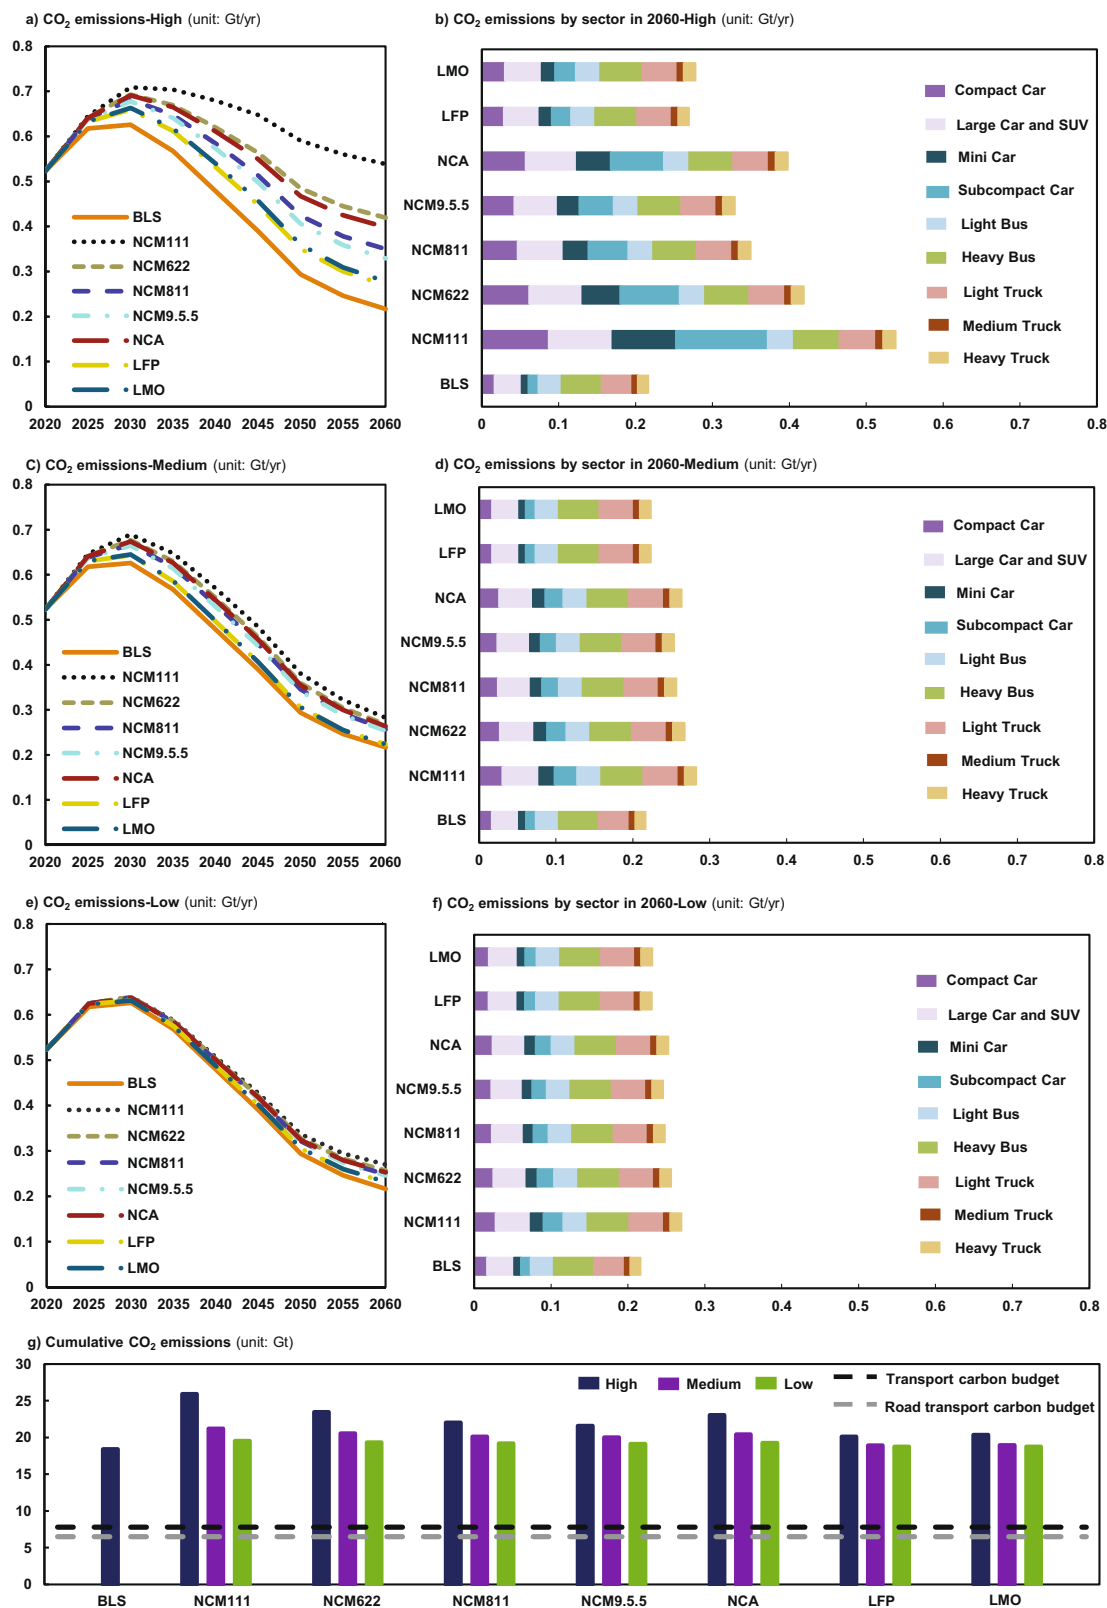 a) CO2 emissions-High (unit: Gt/yr)
0.8
0.7
0.6
0.5
0.4
0.3
0.2
0.1
0
BLS
NCM111
NCM622
NCM811
NCM9.5.5
NCA
LFP
LMO
2020 2025 2030 2035 2040 2045 2050 2055 2060
b) CO2 emissions by sector in 2060-High (unit: Gt/yr)
LMO
LFP
NCA
NCM9.5.5
NCM811
NCM622
NCM111
BLS
Compact Car
Large Car and SUV
Mini Car
Subcompact Car
Light Bus
Heavy Bus
Light Truck
Medium Truck
Heavy Truck
0 0.1 0.2 0.3 0.4 0.5 0.6 0.7 0.8
C) CO2 emissions-Medium (unit: Gt/yr)
0.8
0.7
0.6
0.5
0.4
0.3
0.2
0.1
0
BLS
NCM111
NCM622
NCM811
NCM9.5.5
NCA
LFP
LMO
2020 2025 2030 2035 2040 2045 2050 2055 2060
d) CO2 emissions by sector in 2060-Medium (unit: Gt/yr)
LMO
LFP
NCA
NCM9.5.5
NCM811
NCM622
NCM111
BLS
Compact Car
Large Car and SUV
Mini Car
Subcompact Car
Light Bus
Heavy Bus
Light Truck
Medium Truck
Heavy Truck
0 0.1 0.2 0.3 0.4 0.5 0.6 0.7 0.8
e) CO2 emissions-Low (unit: Gt/yr)
0.8
0.7
0.6
0.5
0.4
0.3
0.2
0.1
0
BLS
NCM111
NCM622
NCM811
NCM9.5.5
NCA
LFP
LMO
2020 2025 2030 2035 2040 2045 2050 2055 2060
f) CO2 emissions by sector in 2060-Low (unit: Gt/yr)
LMO
LFP
NCA
NCM9.5.5
NCM811
NCM622
NCM111
BLS
Compact Car
Large Car and SUV
Mini Car
Subcompact Car
Light Bus
Heavy Bus
Light Truck
Medium Truck
Heavy Truck
0 0.1 0.2 0.3 0.4 0.5 0.6 0.7 0.8
g) Cumulative CO2 emissions (unit: Gt)
30
25
20
15
10
5
0
High Medium Low
Transport carbon budget
Road transport carbon budget
BLS NCM111 NCM622 NCM811 NCM9.5.5 NCA LFP LMO